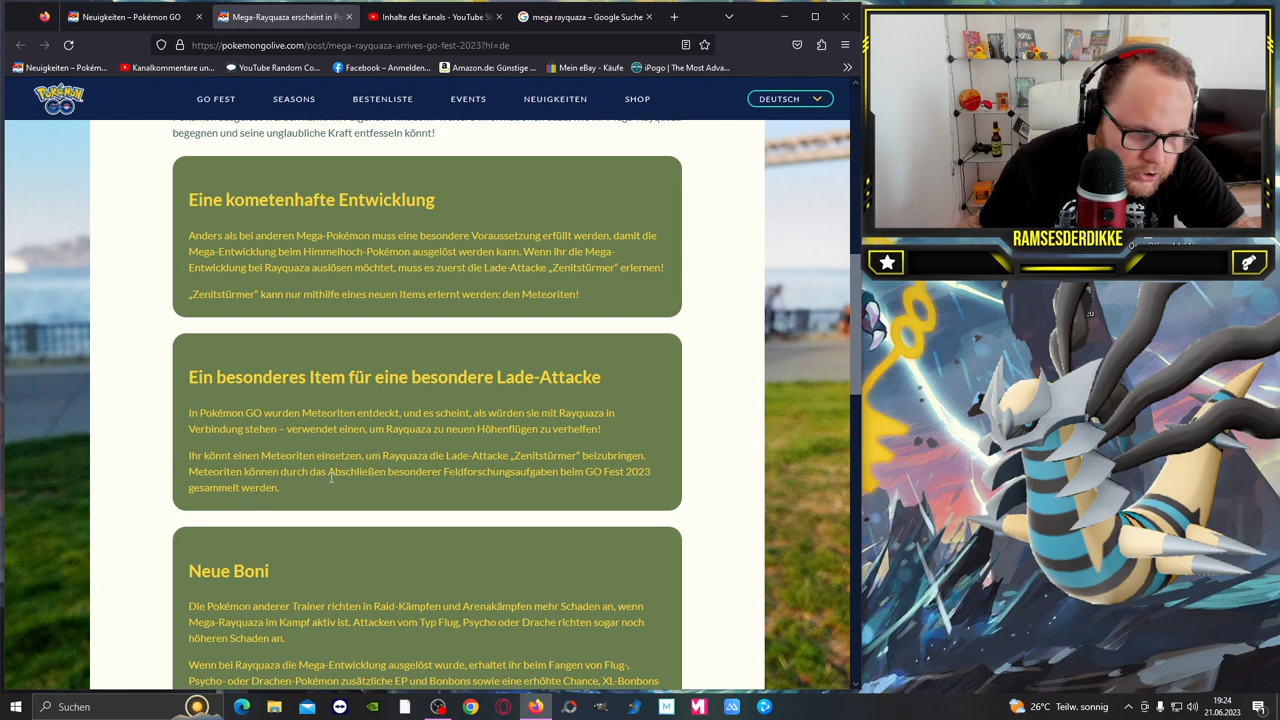 Neuigkeiten – Pokémon GO
Mega-Rayquaza erscheint in Po
Inhalte des Kanals - YouTube St
mega rayquaza – Google Suche
https://pokemongolive.com/post/mega-rayquaza-arrives-go-fest-2023?hl=de
Neuigkeiten – Pokém...
Kanalkommentare un...
YouTube Random Co...
Facebook – Anmelden...
Amazon.de: Günstige ...
Mein eBay - Käufe
iPogo | The Most Adva...
POKÉMON GO
GO FEST
SEASONS
BESTENLISTE
EVENTS
NEUIGKEITEN
SHOP
DEUTSCH
begegnen und seine unglaubliche Kraft entfesseln könnt!
Eine kometenhafte Entwicklung
Anders als bei anderen Mega-Pokémon muss eine besondere Voraussetzung erfüllt werden, damit die
Mega-Entwicklung beim Himmelhoch-Pokémon ausgelöst werden kann. Wenn ihr die Mega-
Entwicklung bei Rayquaza auslösen möchtet, muss es zuerst die Lade-Attacke „Zenitstürmer“ erlernen!
„Zenitstürmer“ kann nur mithilfe eines neuen Items erlernt werden: den Meteoriten!
Ein besonderes Item für eine besondere Lade-Attacke
In Pokémon GO wurden Meteoriten entdeckt, und es scheint, als würden sie mit Rayquaza in
Verbindung stehen – verwendet einen, um Rayquaza zu neuen Höhenflügen zu verhelfen!
Ihr könnt einen Meteoriten einsetzen, um Rayquaza die Lade-Attacke „Zenitstürmer“ beizubringen.
Meteoriten können durch das Abschließen besonderer Feldforschungsaufgaben beim GO Fest 2023
gesammelt werden.
Neue Boni
Die Pokémon anderer Trainer richten in Raid-Kämpfen und Arenakämpfen mehr Schaden an, wenn
Mega-Rayquaza im Kampf aktiv ist. Attacken vom Typ Flug, Psycho oder Drache richten sogar noch
höheren Schaden an.
Wenn bei Rayquaza die Mega-Entwicklung ausgelöst wurde, erhaltet ihr beim Fangen von Flug-,
Psycho- oder Drachen-Pokémon zusätzliche EP und Bonbons sowie eine erhöhte Chance, XL-Bonbons
RAMSESDERDIKKE
Suchen
26°C Teilw. sonnig
19:24
21.06.2023